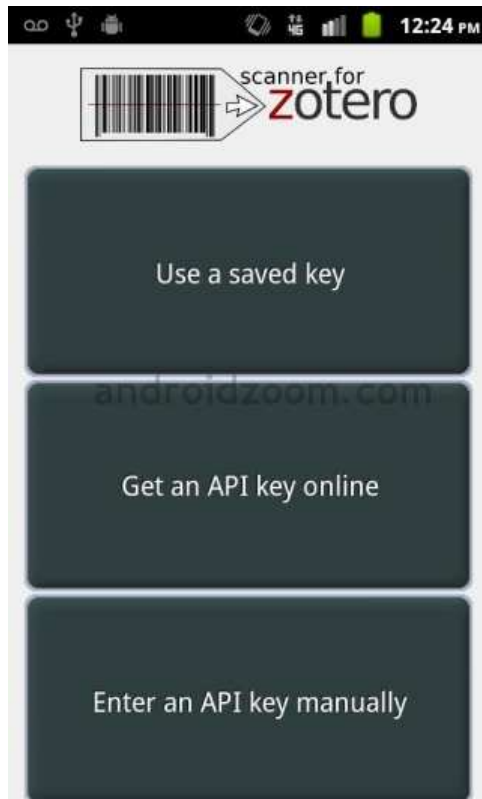 4G
12:24 PM
scanner for
zotero
Use a saved key
androidzoom.com
Get an API key online
Enter an API key manually